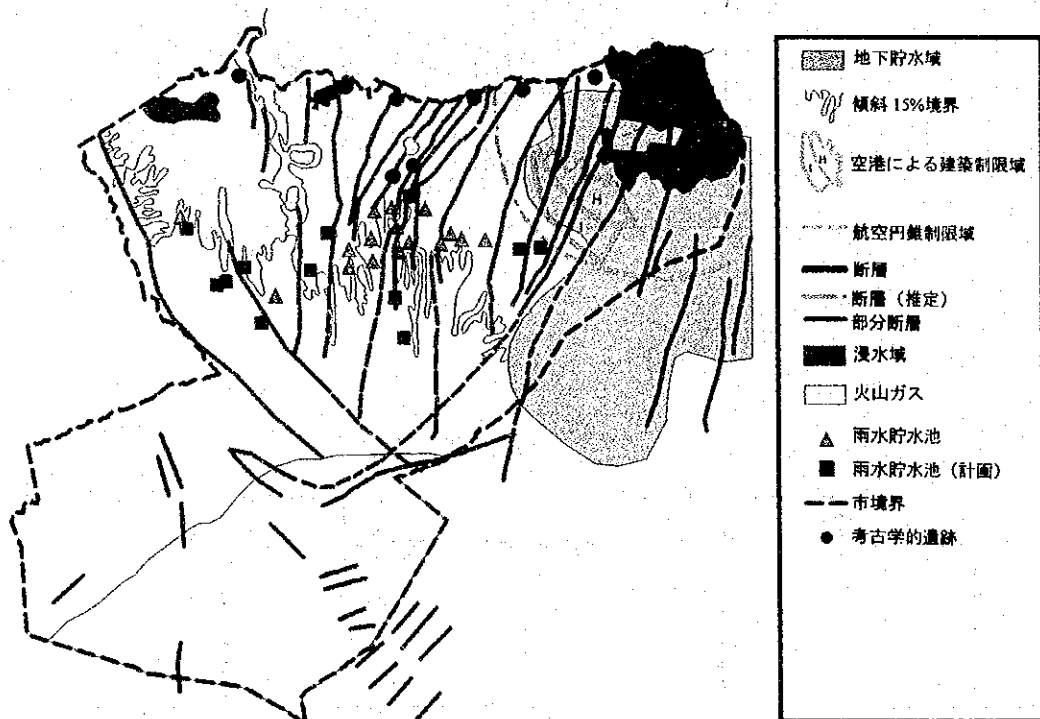 地下貯水域
傾斜 15%境界
H
空港による建築制限域
航空円錐制限域
断層
断層（推定）
部分断層
浸水域
火山ガス
雨水貯水池
雨水貯水池（計画）
市境界
考古学的遺跡
H